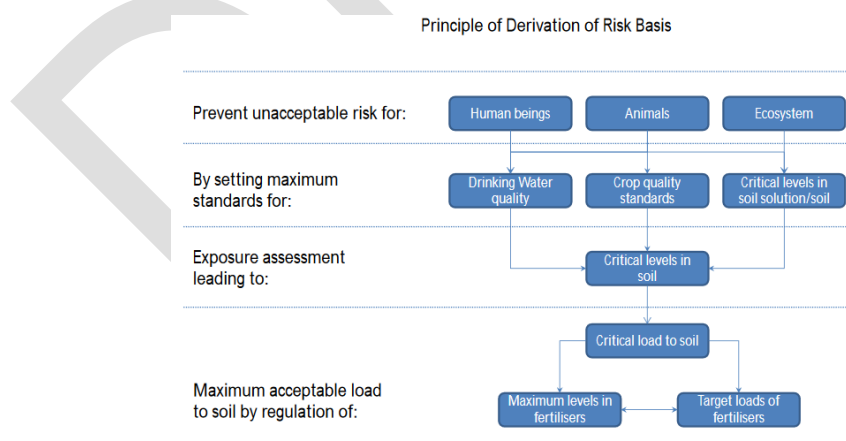 Principle of Derivation of Risk Basis
Prevent unacceptable risk for:
Human beings
Animals
Ecosystem
By setting maximum
standards for:
Drinking Water
quality
Crop quality
standards
Critical levels in
soil solution/soil
Exposure assessment
leading to:
Critical levels in
soil
Critical load to soil
Maximum acceptable load
to soil by regulation of:
Maximum levels in
fertilisers
Target loads of
fertilisers